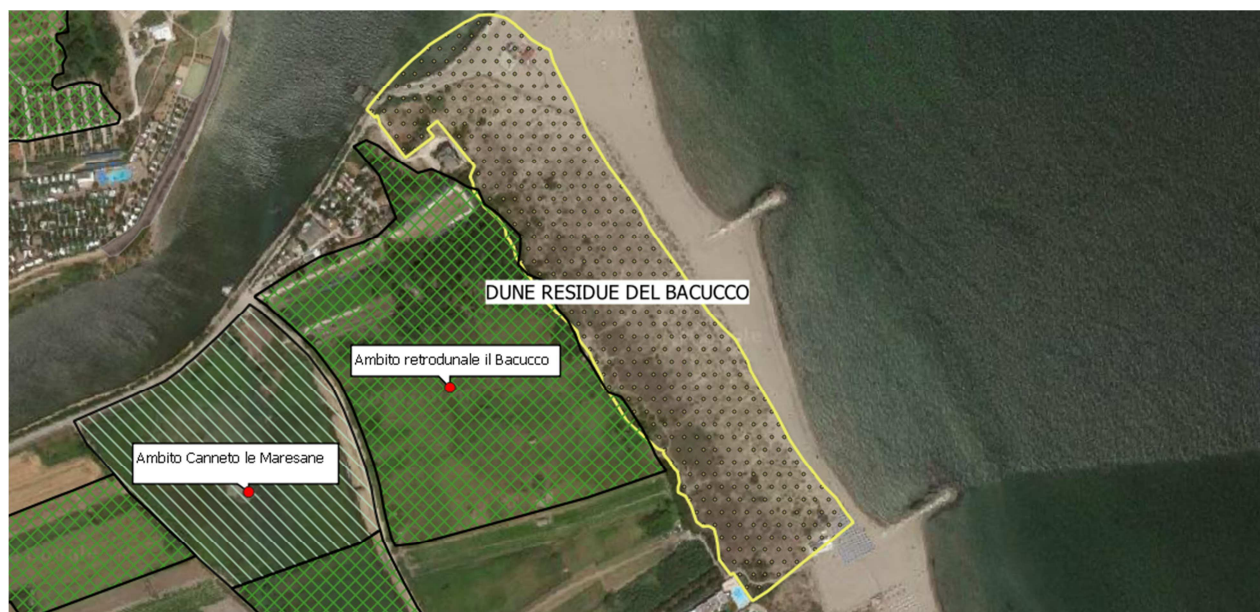 DUNE RESIDUE DEL BACUCCO
Ambito retrodunale il Bacucco
Ambito Canneto le Maresane